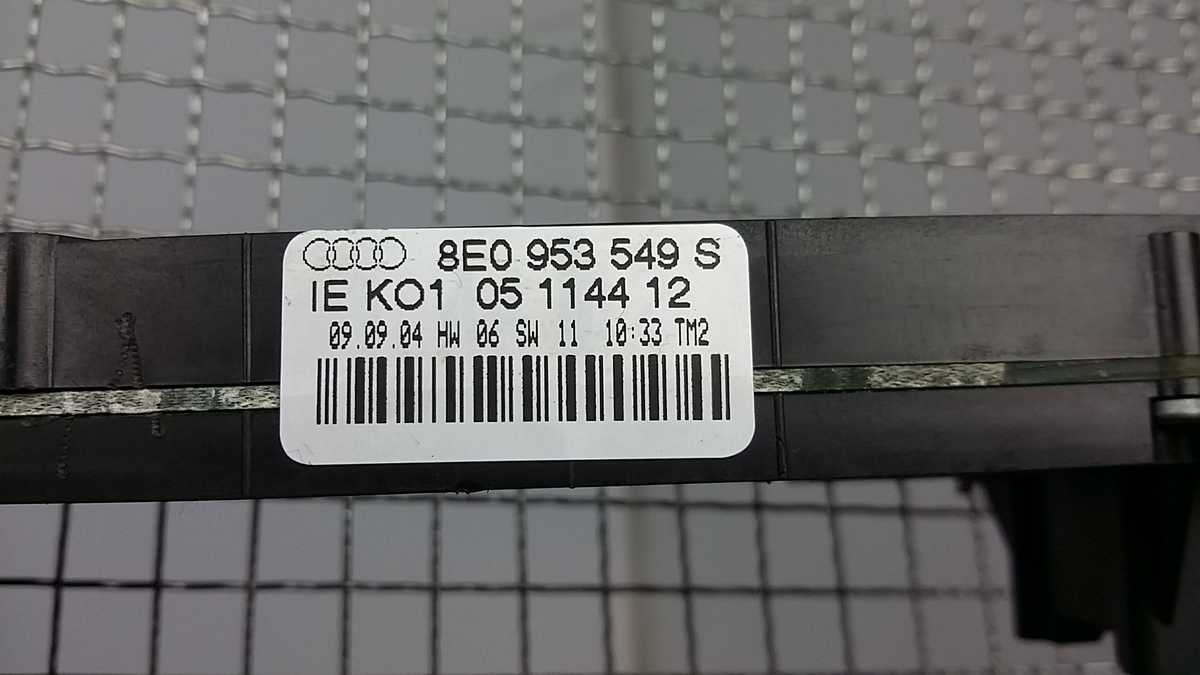 8E0 953 549 S
IE KO1 05 1144 12
09.09.04 HW 06 SW 11 10:33 TM2